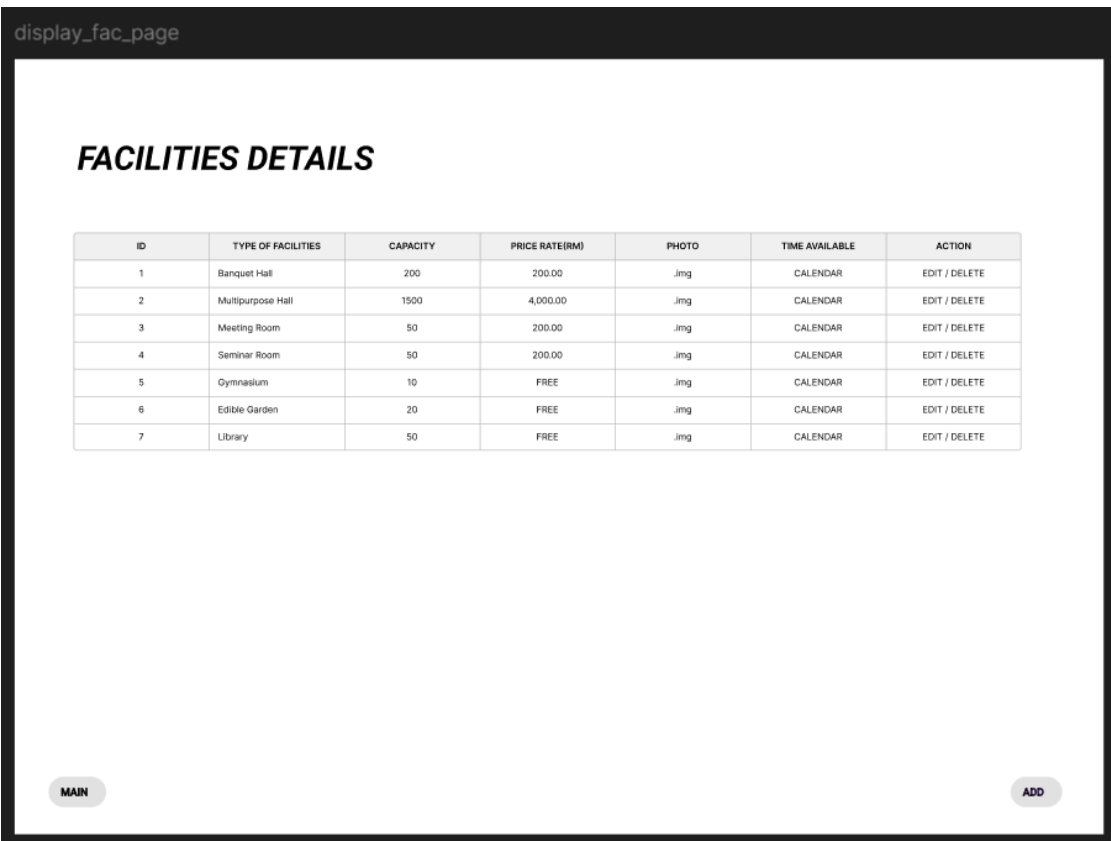 display_fac_page
FACILITIES DETAILS
ID TYPE OF FACILITIES CAPACITY PRICE RATE(RM) PHOTO TIME AVAILABLE ACTION
1 Banquet Hall 200 200.00 .img CALENDAR EDIT / DELETE
2 Multipurpose Hall 1500 4,000.00 .img CALENDAR EDIT / DELETE
3 Meeting Room 50 200.00 .img CALENDAR EDIT / DELETE
4 Seminar Room 50 200.00 .img CALENDAR EDIT / DELETE
5 Gymnasium 10 FREE .img CALENDAR EDIT / DELETE
6 Edible Garden 20 FREE .img CALENDAR EDIT / DELETE
7 Library 50 FREE .img CALENDAR EDIT / DELETE
MAIN ADD